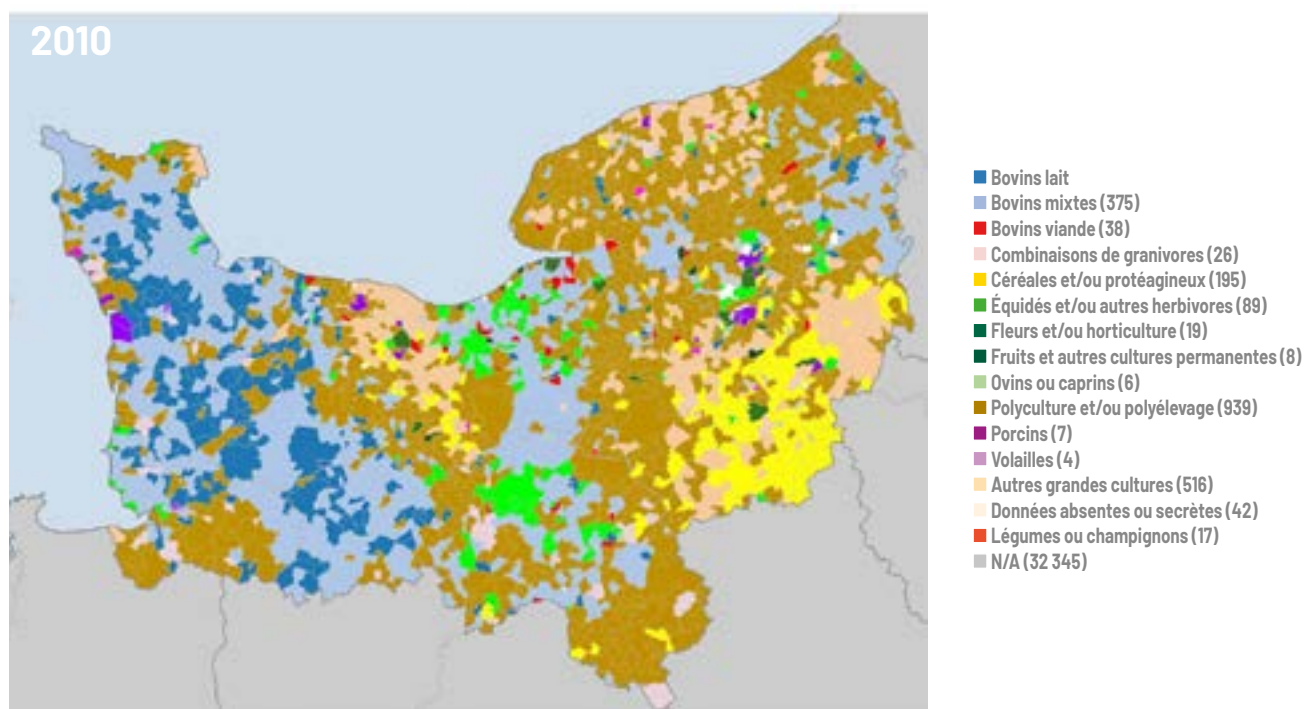 2010
Bovins lait
Bovins mixtes (375)
Bovins viande (38)
Combinaisons de granivores (26)
Céréales et/ou protéagineux (195)
Équidés et/ou autres herbivores (89)
Fleurs et/ou horticulture (19)
Fruits et autres cultures permanentes (8)
Ovins ou caprins (6)
Polyculture et/ou polyélevage (939)
Porcins (7)
Volailles (4)
Autres grandes cultures (516)
Données absentes ou secrètes (42)
Légumes ou champignons (17)
N/A (32 345)